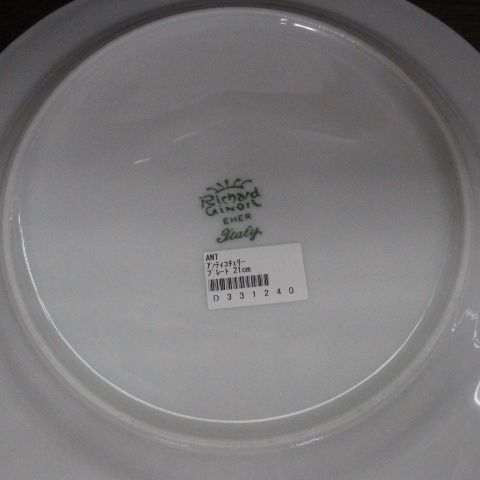 Richard
GiNORi
EHER
Italy
ANT
アンティコチェリー
プレート 21cm
D331240